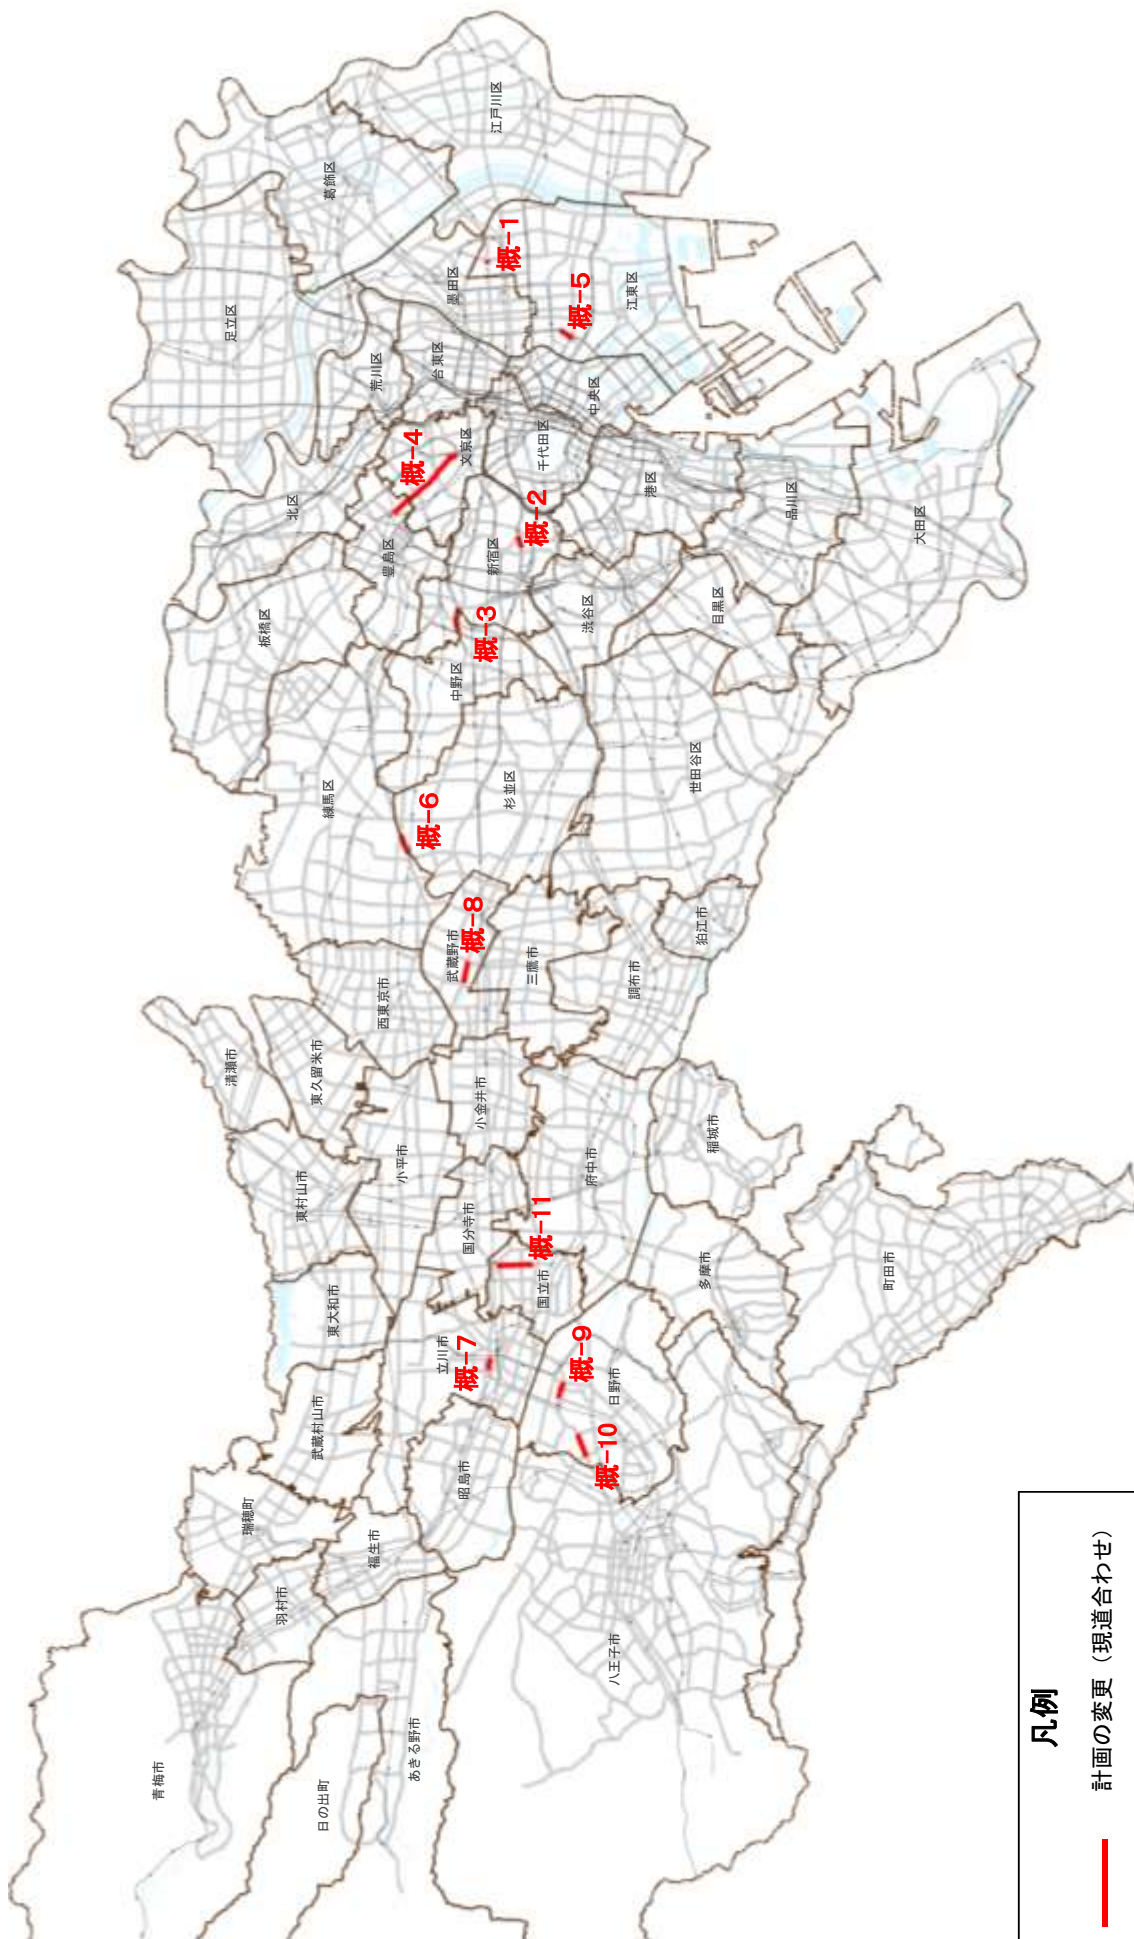 青梅市
日の出町
あきる野市
羽村市
瑞穂町
福生市
武蔵村山市
昭島市
八王子市
東大和市
立川市
概-7
概-9
日野市
概-10
東村山市
国分寺市
概-11
国立市
小平市
府中市
多摩市
町田市
清瀬市
東久留米市
小金井市
稲城市
西東京市
武蔵野市
概-8
三鷹市
調布市
狛江市
練馬区
概-6
杉並区
世田谷区
板橋区
中野区
概-3
渋谷区
目黒区
北区
豊島区
概-4
新宿区
概-2
文京区
千代田区
港区
品川区
大田区
足立区
荒川区
台東区
中央区
墨田区
概-1
概-5
江東区
葛飾区
江戸川区
凡例
計画の変更（現道合わせ）